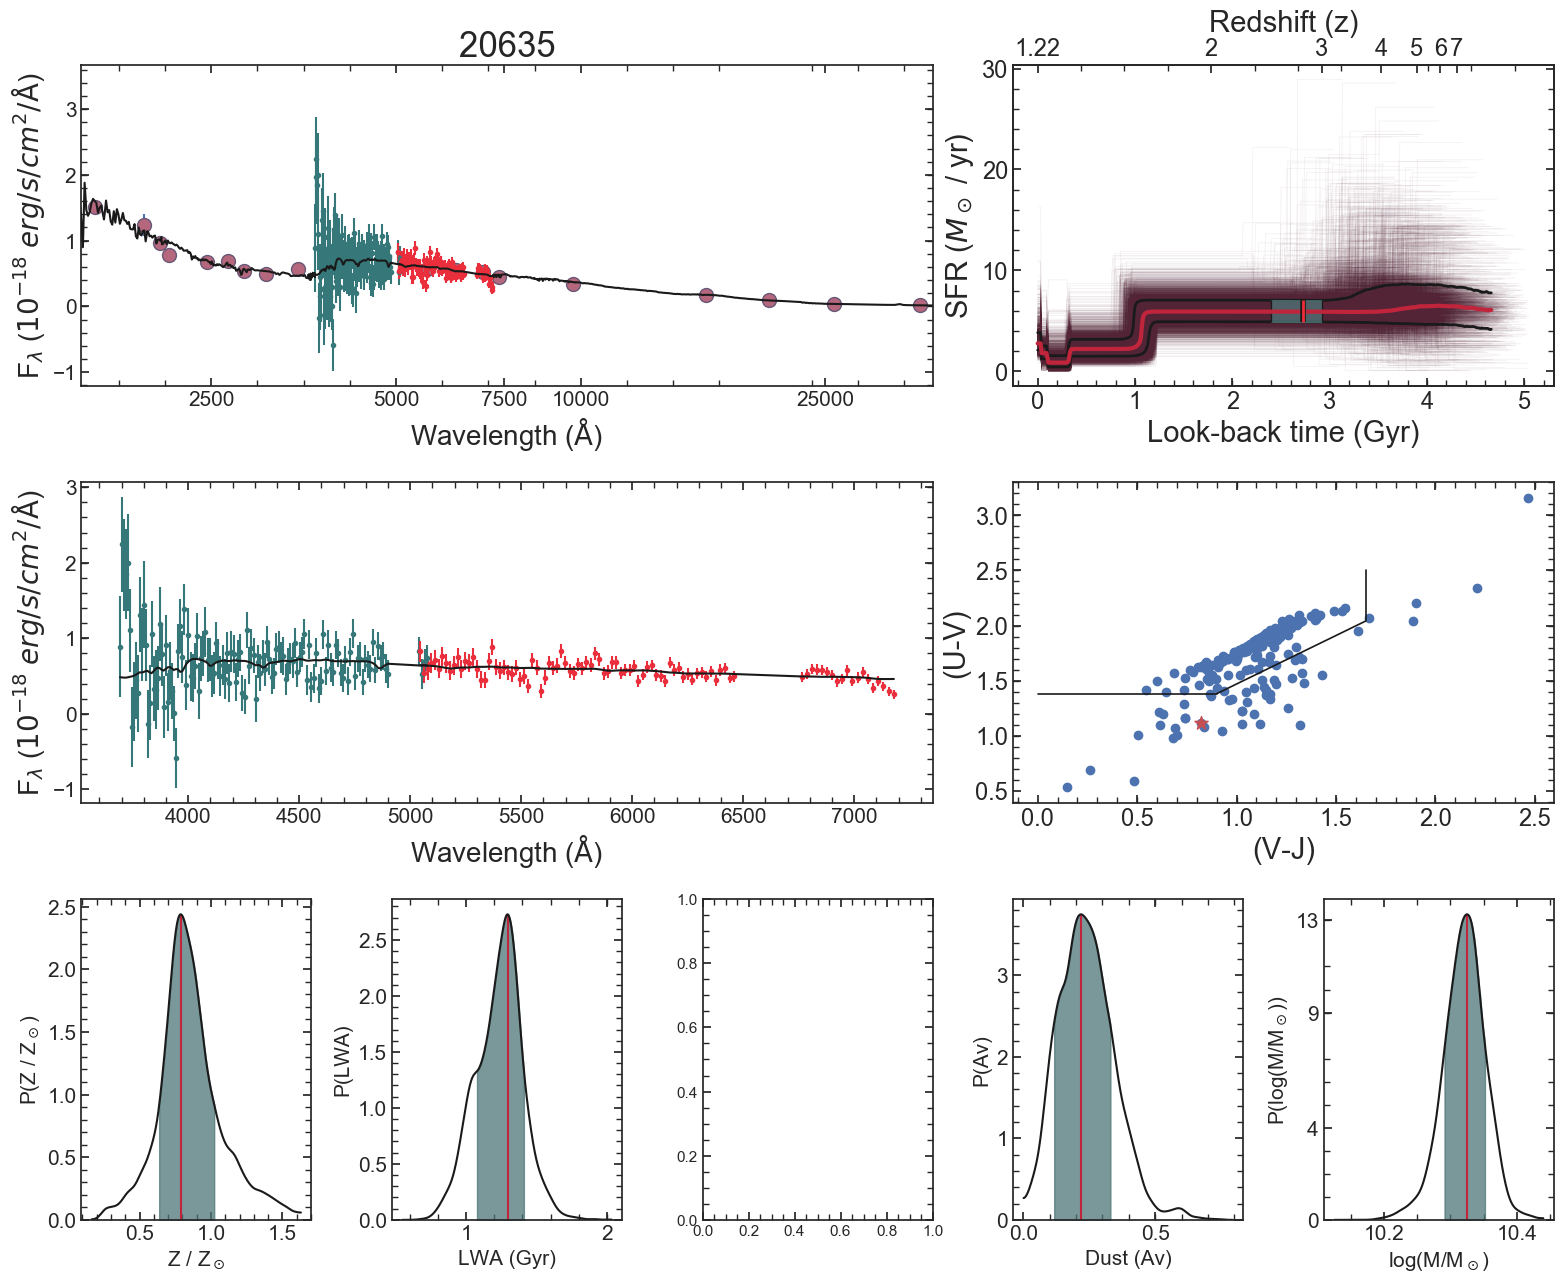 20635
F_λ (10^−18 erg/s/cm^2/Å)
3
2
1
0
−1
2500 5000 7500 10000 25000
Wavelength (Å)
Redshift (z)
1.22 2 3 4 5 6 7
SFR (M_⊙ / yr)
30
20
10
0
0 1 2 3 4 5
Look-back time (Gyr)
F_λ (10^−18 erg/s/cm^2/Å)
3
2
1
0
−1
4000 4500 5000 5500 6000 6500 7000
Wavelength (Å)
(U-V)
3.0
2.5
2.0
1.5
1.0
0.5
0.0 0.5 1.0 1.5 2.0 2.5
(V-J)
P(Z / Z_⊙)
2.5
2.0
1.5
1.0
0.5
0.0
0.5 1.0 1.5
Z / Z_⊙
P(LWA)
2.5
2.0
1.5
1.0
0.5
0.0
1 2
LWA (Gyr)
1.0
0.8
0.6
0.4
0.2
0.0
0.0 0.2 0.4 0.6 0.8 1.0
P(Av)
3
2
1
0
0.0 0.5
Dust (Av)
P(log(M/M_⊙))
13
9
4
0
10.2 10.4
log(M/M_⊙)